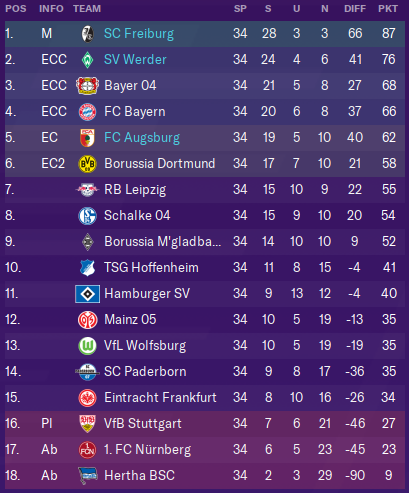 POS INFO TEAM SP S U N DIFF PKT
1. M SC Freiburg 34 28 3 3 66 87
2. ECC SV Werder 34 24 4 6 41 76
3. ECC Bayer 04 34 21 5 8 27 68
4. ECC FC Bayern 34 20 6 8 37 66
5. EC FC Augsburg 34 19 5 10 40 62
6. EC2 Borussia Dortmund 34 17 7 10 21 58
7. RB Leipzig 34 15 10 9 22 55
8. Schalke 04 34 15 9 10 20 54
9. Borussia M'gladba... 34 14 10 10 9 52
10. TSG Hoffenheim 34 11 8 15 -4 41
11. Hamburger SV 34 9 13 12 -4 40
12. Mainz 05 34 10 5 19 -13 35
13. VfL Wolfsburg 34 10 5 19 -19 35
14. SC Paderborn 34 9 8 17 -36 35
15. Eintracht Frankfurt 34 8 10 16 -26 34
16. Pl VfB Stuttgart 34 7 6 21 -46 27
17. Ab 1. FC Nürnberg 34 6 5 23 -45 23
18. Ab Hertha BSC 34 2 3 29 -90 9